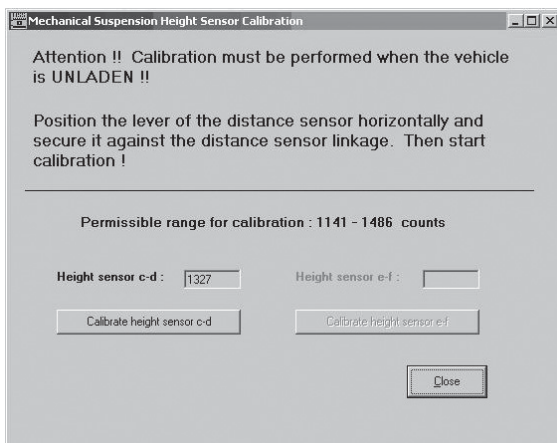 Mechanical Suspension Height Sensor Calibration
Attention !! Calibration must be performed when the vehicle
is UNLADEN !!
Position the lever of the distance sensor horizontally and
secure it against the distance sensor linkage. Then start
calibration !
Permissible range for calibration : 1141 - 1486 counts
Height sensor c-d : 1327 Height sensor e-f :
Calibrate height sensor c-d Calibrate height sensor e-f
Close